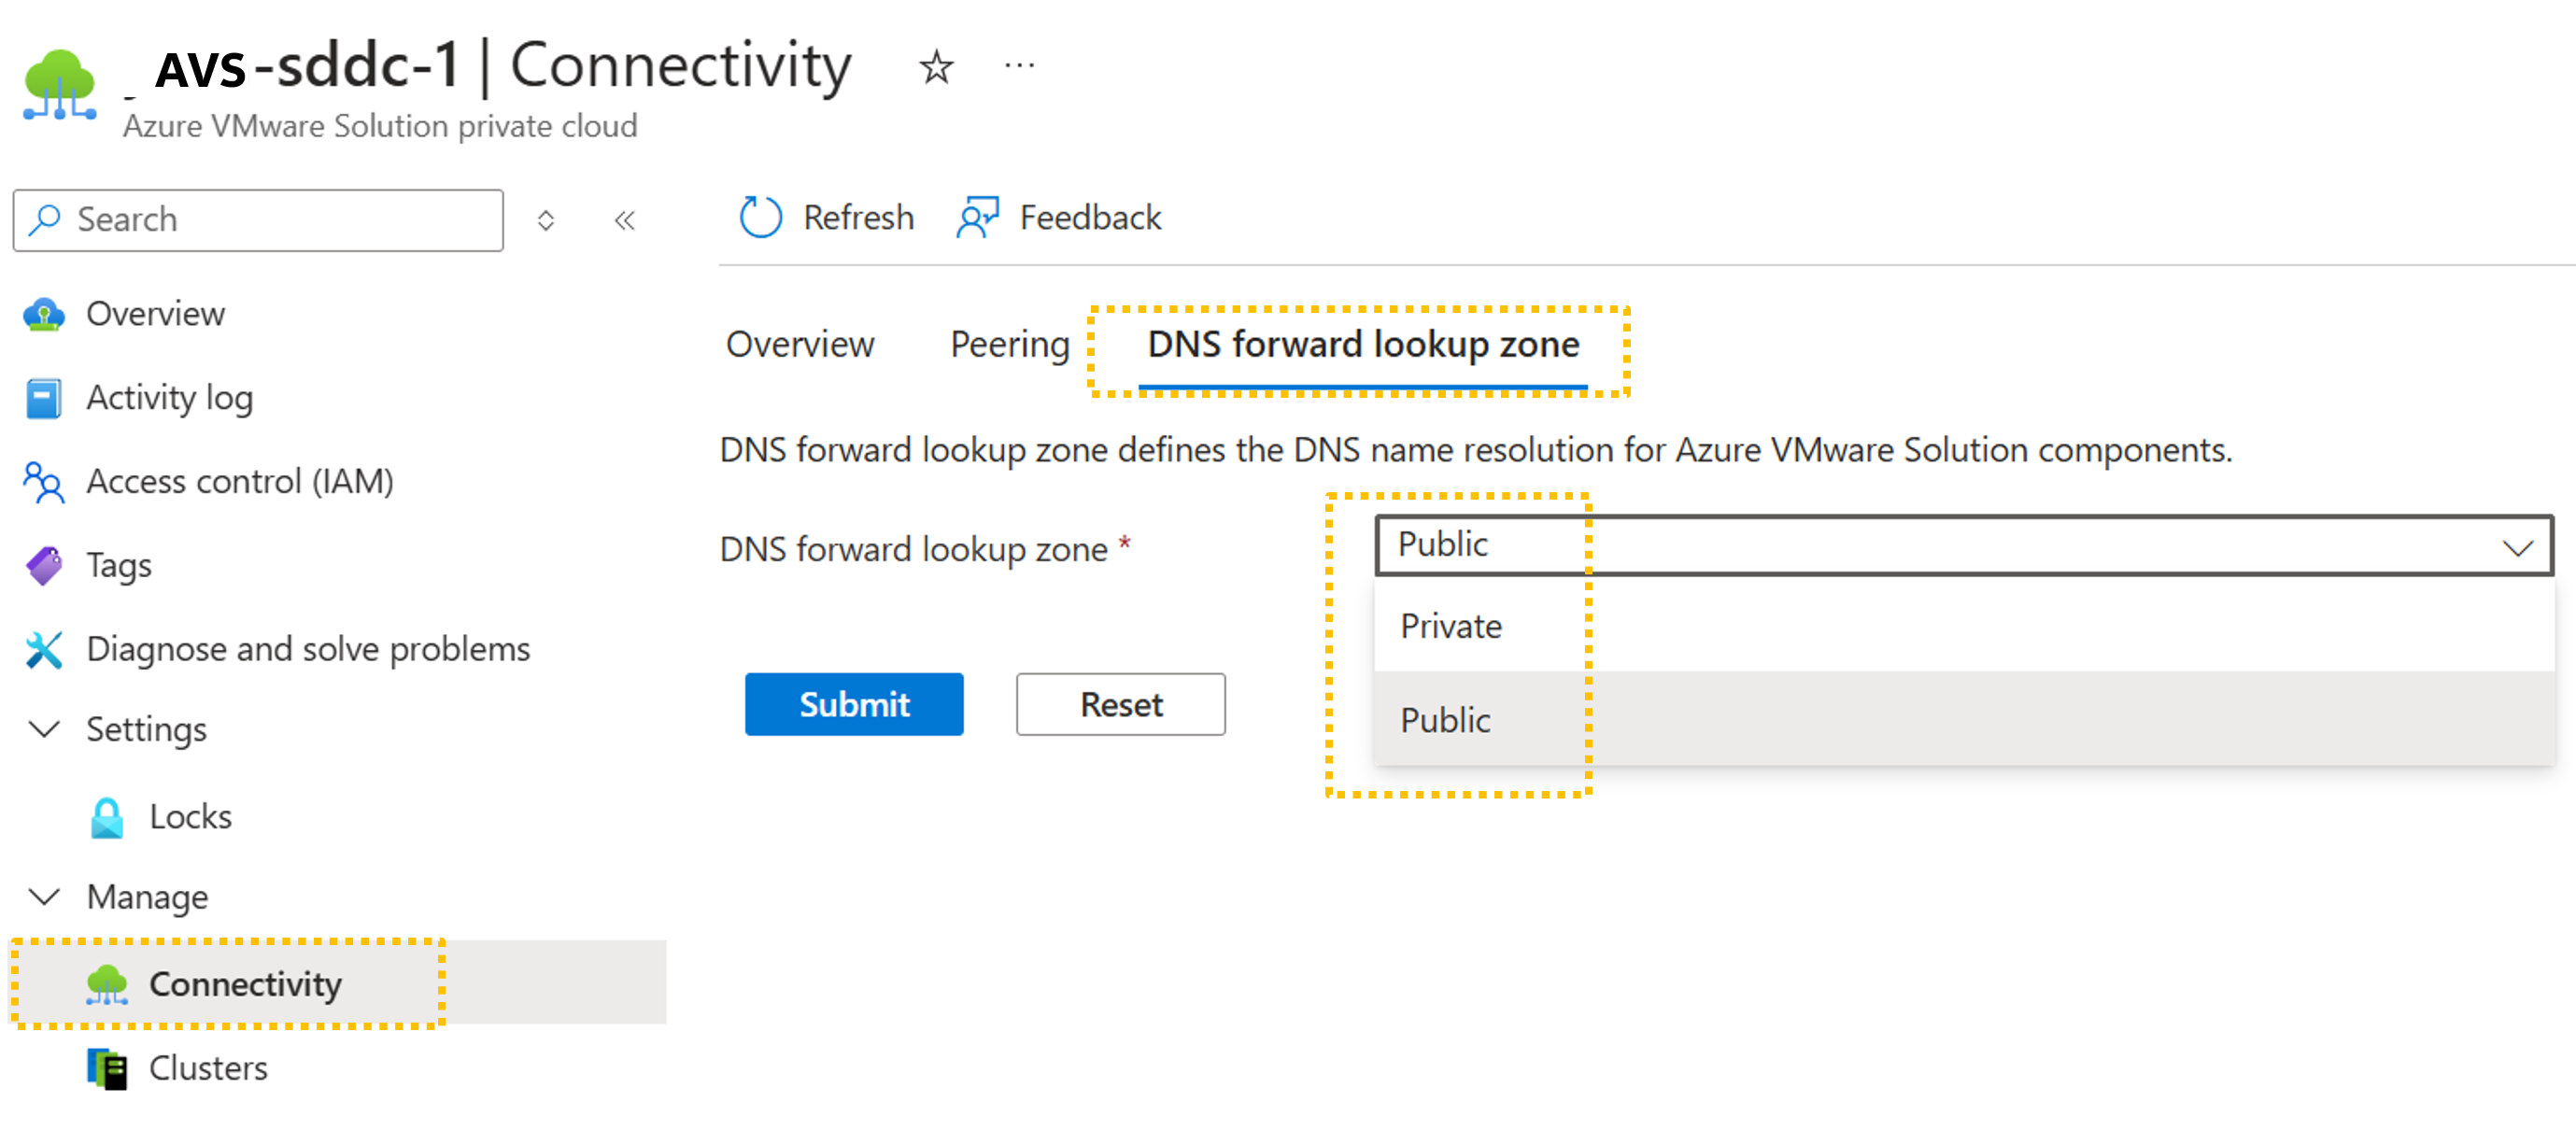 AVS-sddc-1 | Connectivity
Azure VMware Solution private cloud
Search
Refresh
Feedback
Overview
Activity log
Access control (IAM)
Tags
Diagnose and solve problems
Settings
Locks
Manage
Connectivity
Clusters
Overview
Peering
DNS forward lookup zone
DNS forward lookup zone defines the DNS name resolution for Azure VMware Solution components.
DNS forward lookup zone *
Public
Private
Public
Submit
Reset